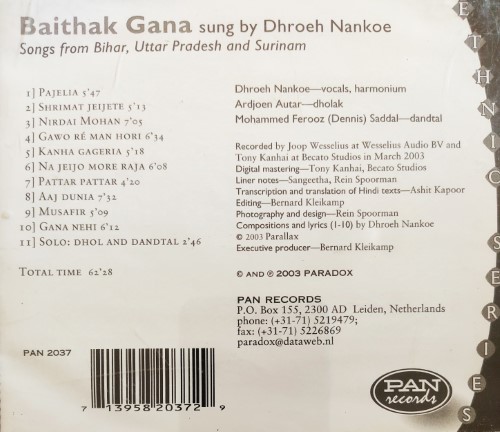 Baithak Gana sung by Dhroeh Nankoe
Songs from Bihar, Uttar Pradesh and Surinam
1] Pajelia 5'47
2] Shrimat jeijete 5'13
3] Nirdai Mohan 7'05
4] Gawo ré man hori 6'34
5] Kanha gageria 5'18
6] Na jeijo more raja 6'08
7] Pattar pattar 4'20
8] Aaj dunia 7'32
9] Musafir 5'09
10] Gana nehi 6'12
11] Solo: dhol and dandtal 2'46
Total time 62'28
Dhroeh Nankoe—vocals, harmonium
Ardjoen Autar—dholak
Mohammed Ferooz (Dennis) Saddal—dandtal
Recorded by Joop Wesselius at Wesselius Audio BV and
Tony Kanhai at Becato Studios in March 2003
Digital mastering—Tony Kanhai, Becato Studios
Liner notes—Sangeetha, Rein Spoorman
Transcription and translation of Hindi texts—Ashit Kapoor
Editing—Bernard Kleikamp
Photography and design—Rein Spoorman
Compositions and lyrics (1-10) by Dhroeh Nankoe
© 2003 Parallax
Executive producer—Bernard Kleikamp
© AND ℗ 2003 PARADOX
PAN RECORDS
P.O. Box 155, 2300 AD Leiden, Netherlands
phone: (+31-71) 5219479;
fax: (+31-71) 5226869
paradox@dataweb.nl
PAN 2037
7 13958 20372 9
PAN
records
ETHNIC SERIES